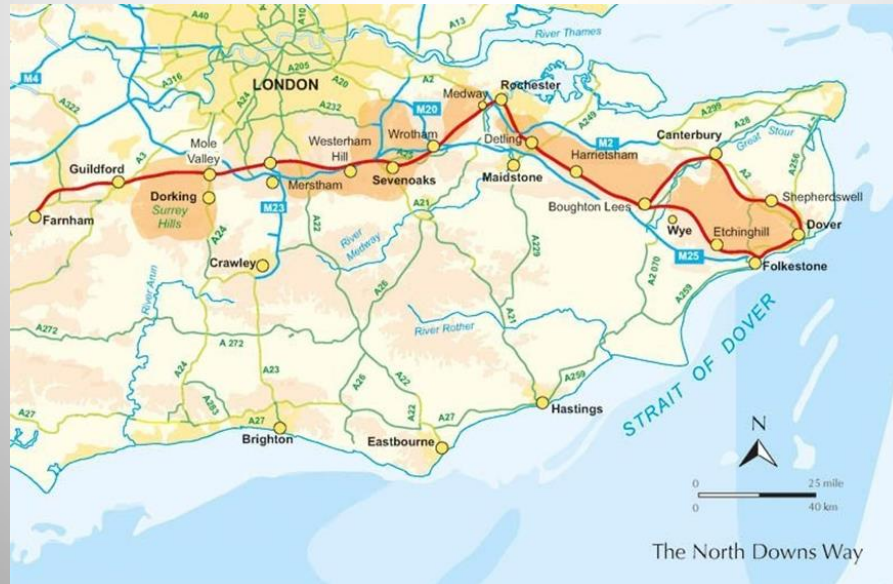 A40
A10
A13
River Thames
M4
A316
A24
A205
A20
A2
LONDON
A322
A232
Medway
Rochester
M20
A249
A299
A28
Mole
Valley
Westerham
Hill
Wrotham
M2
Canterbury
Great Stour
A256
Guildford
A3
A25
Detling
Harrietsham
A2
Merstham
Sevenoaks
Maidstone
Dorking
Surrey
Hills
M23
A21
Boughton Lees
Shepherdswell
Farnham
A22
Wye
Etchinghill
Dover
A24
River
Medway
A229
M25
Crawley
A2 070
Folkestone
River Arun
A26
A259
A272
A 272
River Rother
A21
STRAIT OF DOVER
A24
A23
A26
A22
A259
A283
A22
Hastings
A27
A27
A27
Brighton
Eastbourne
N
0
25 mile
0
40 km
The North Downs Way